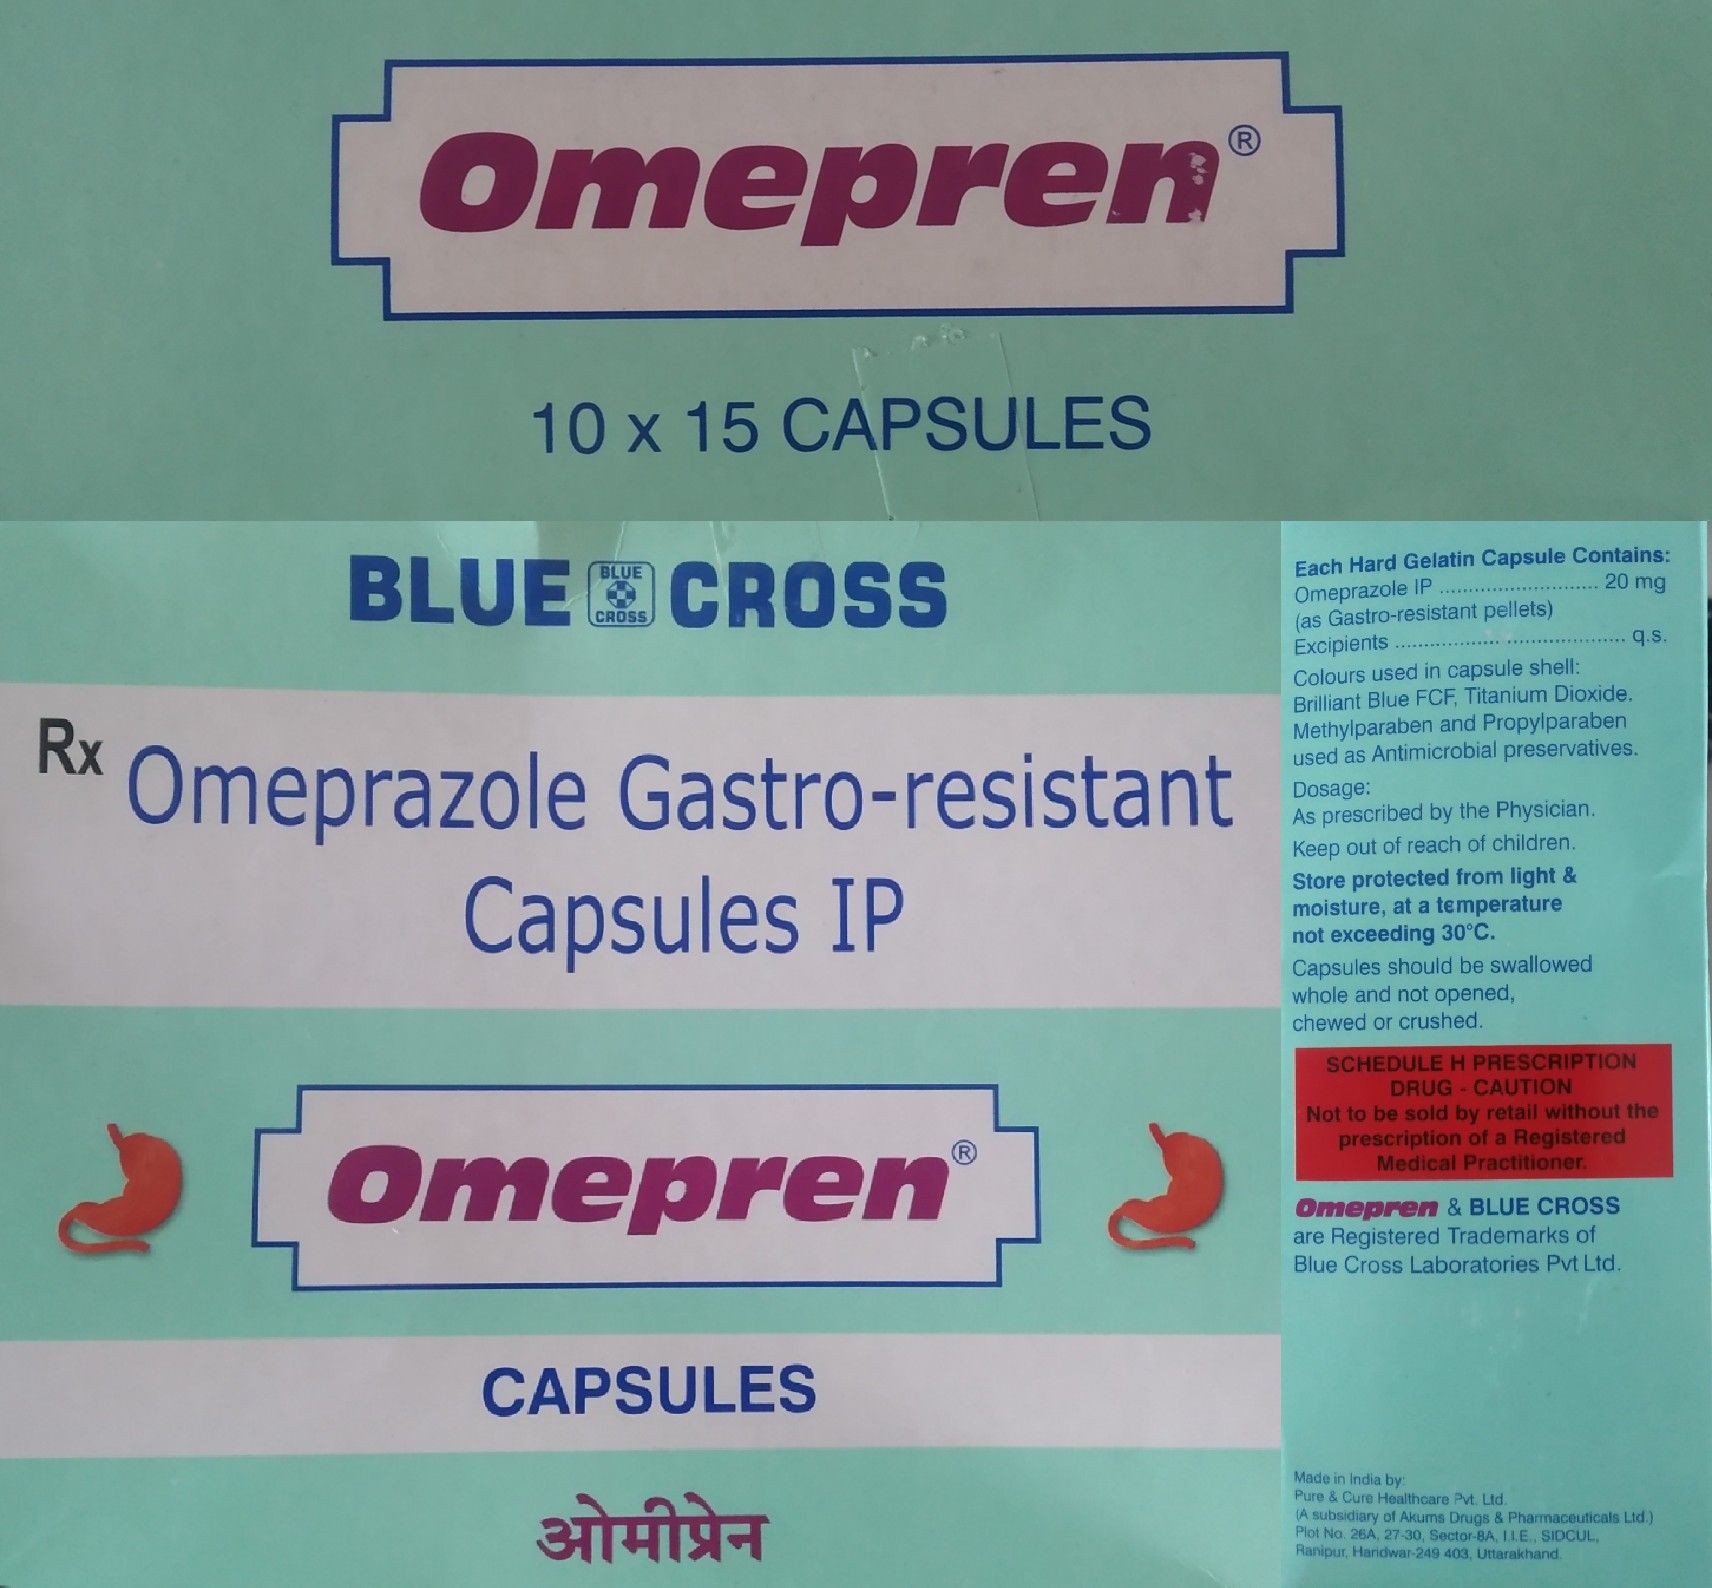 Omepren®
10 x 15 CAPSULES
BLUE BLUE CROSS CROSS
Rx Omeprazole Gastro-resistant
Capsules IP
Omepren®
CAPSULES
ओमीप्रेन
Each Hard Gelatin Capsule Contains:
Omeprazole IP ............................ 20 mg
(as Gastro-resistant pellets)
Excipients ........................................ q.s.
Colours used in capsule shell:
Brilliant Blue FCF, Titanium Dioxide.
Methylparaben and Propylparaben
used as Antimicrobial preservatives.
Dosage:
As prescribed by the Physician.
Keep out of reach of children.
Store protected from light &
moisture, at a temperature
not exceeding 30°C.
Capsules should be swallowed
whole and not opened,
chewed or crushed.
SCHEDULE H PRESCRIPTION
DRUG - CAUTION
Not to be sold by retail without the
prescription of a Registered
Medical Practitioner.
Omepren & BLUE CROSS
are Registered Trademarks of
Blue Cross Laboratories Pvt Ltd.
Made in India by:
Pure & Cure Healthcare Pvt. Ltd.
(A subsidiary of Akums Drugs & Pharmaceuticals Ltd.)
Plot No. 26A, 27-30, Sector-8A, I.I.E., SIDCUL,
Ranipur, Haridwar-249 403, Uttarakhand.